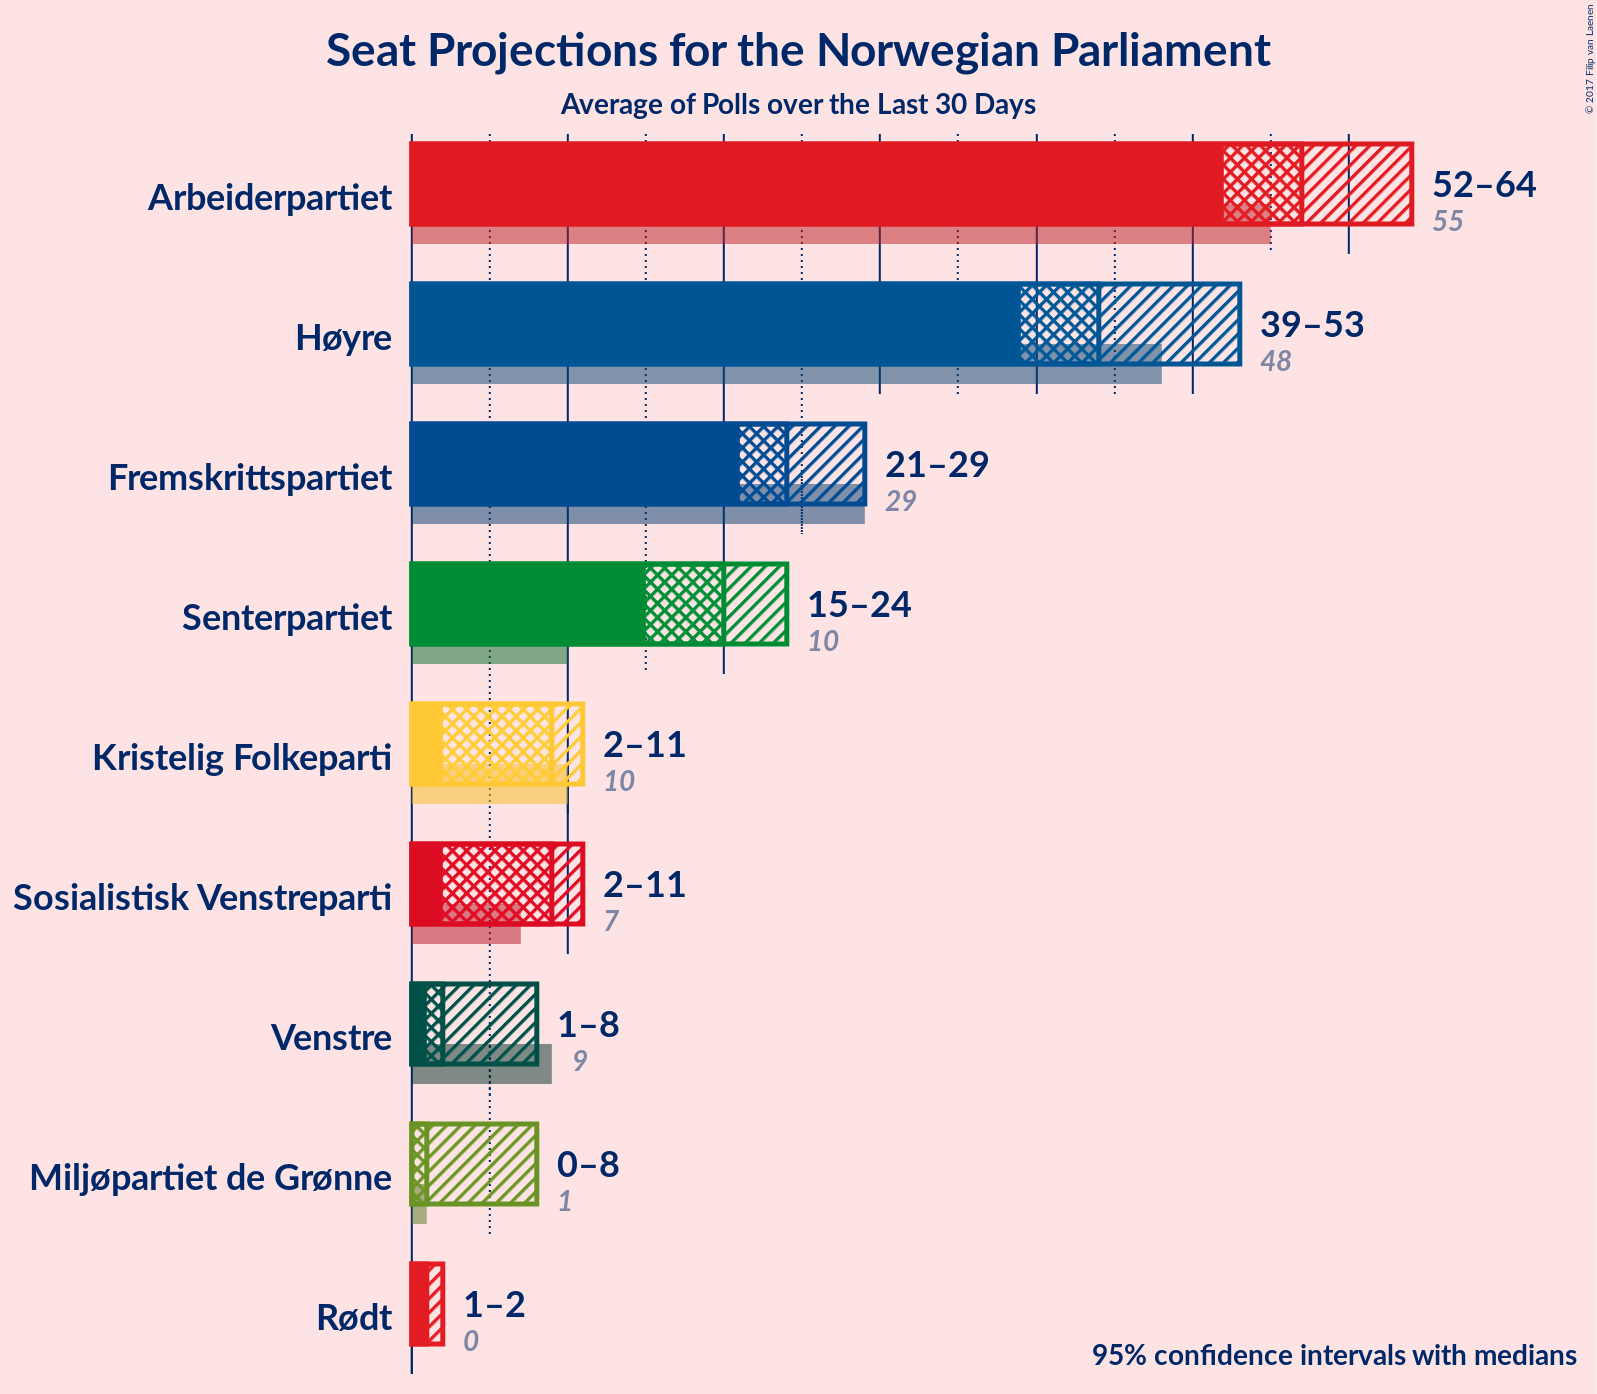 Seat Projections for the Norwegian Parliament
Average of Polls over the Last 30 Days
© 2017 Filip van Laenen
Arbeiderpartiet
52–64
55
Høyre
39–53
48
Fremskrittspartiet
21–29
29
Senterpartiet
15–24
10
Kristelig Folkeparti
2–11
10
Sosialistisk Venstreparti
2–11
7
Venstre
1–8
9
Miljøpartiet de Grønne
0–8
1
Rødt
1–2
0
95% confidence intervals with medians